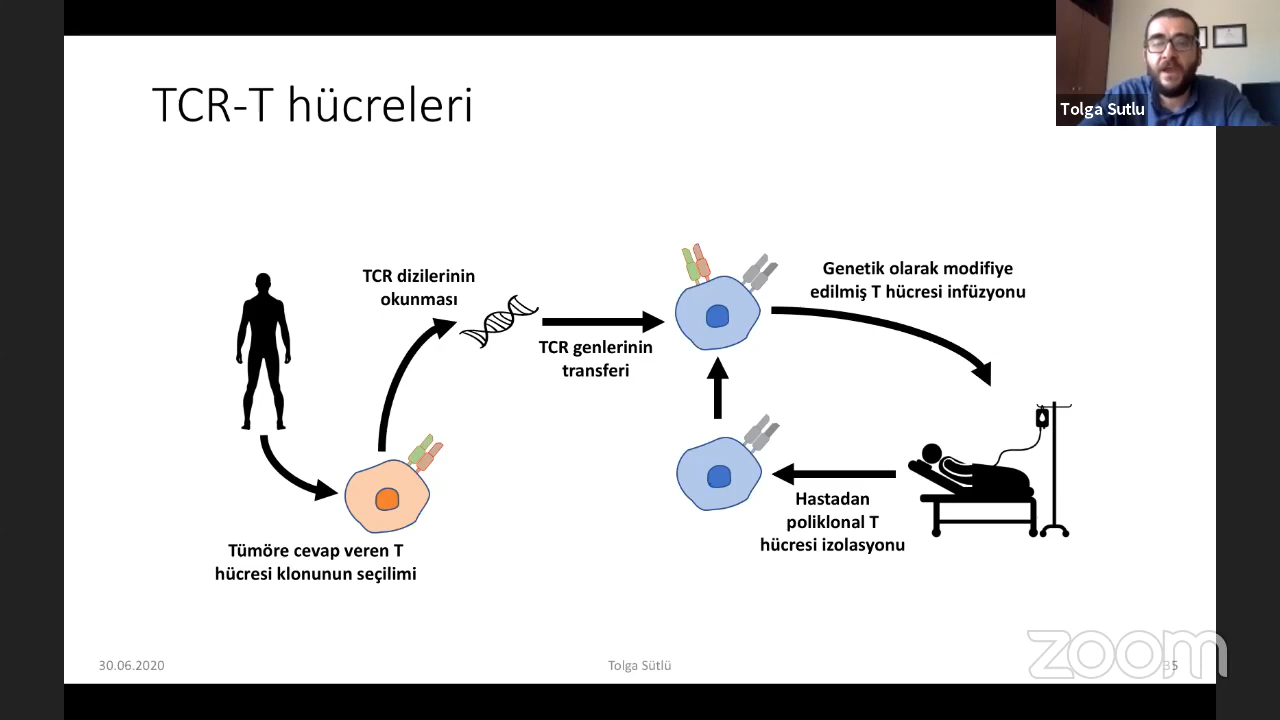 TCR-T hücreleri
Tolga Sutlu
TCR dizilerinin
okunması
TCR genlerinin
transferi
Genetik olarak modifiye
edilmiş T hücresi infüzyonu
Hastadan
poliklonal T
hücresi izolasyonu
Tümöre cevap veren T
hücresi klonunun seçilimi
30.06.2020
Tolga Sütlü
35
zoom